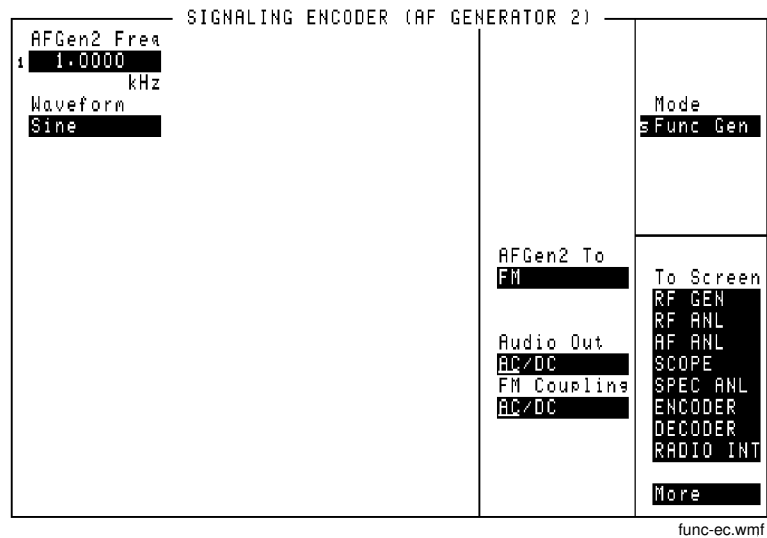 SIGNALING ENCODER (AF GENERATOR 2)
AFGen2 Freq
1 1.0000
kHz
Waveform
Sine
AFGen2 To
FM
Audio Out
AC/DC
FM Coupling
AC/DC
Mode
s Func Gen
To Screen
RF GEN
RF ANL
AF ANL
SCOPE
SPEC ANL
ENCODER
DECODER
RADIO INT
More
func-ec.wmf